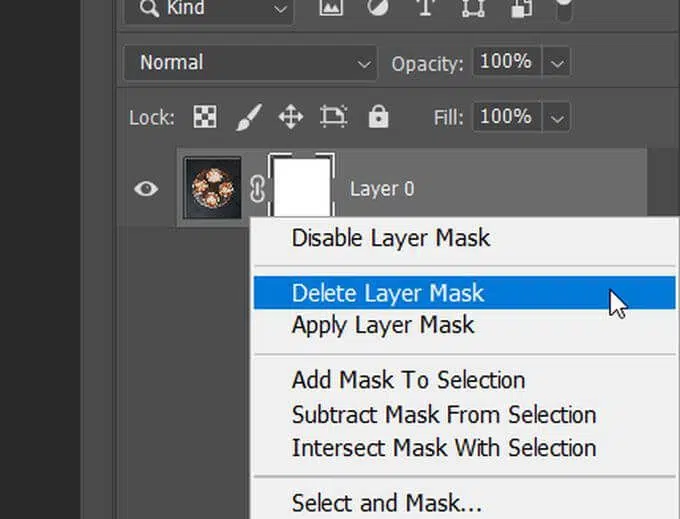 Kind
Normal Opacity: 100%
Lock: Fill: 100%
Layer 0
Disable Layer Mask
Delete Layer Mask
Apply Layer Mask
Add Mask To Selection
Subtract Mask From Selection
Intersect Mask With Selection
Select and Mask...